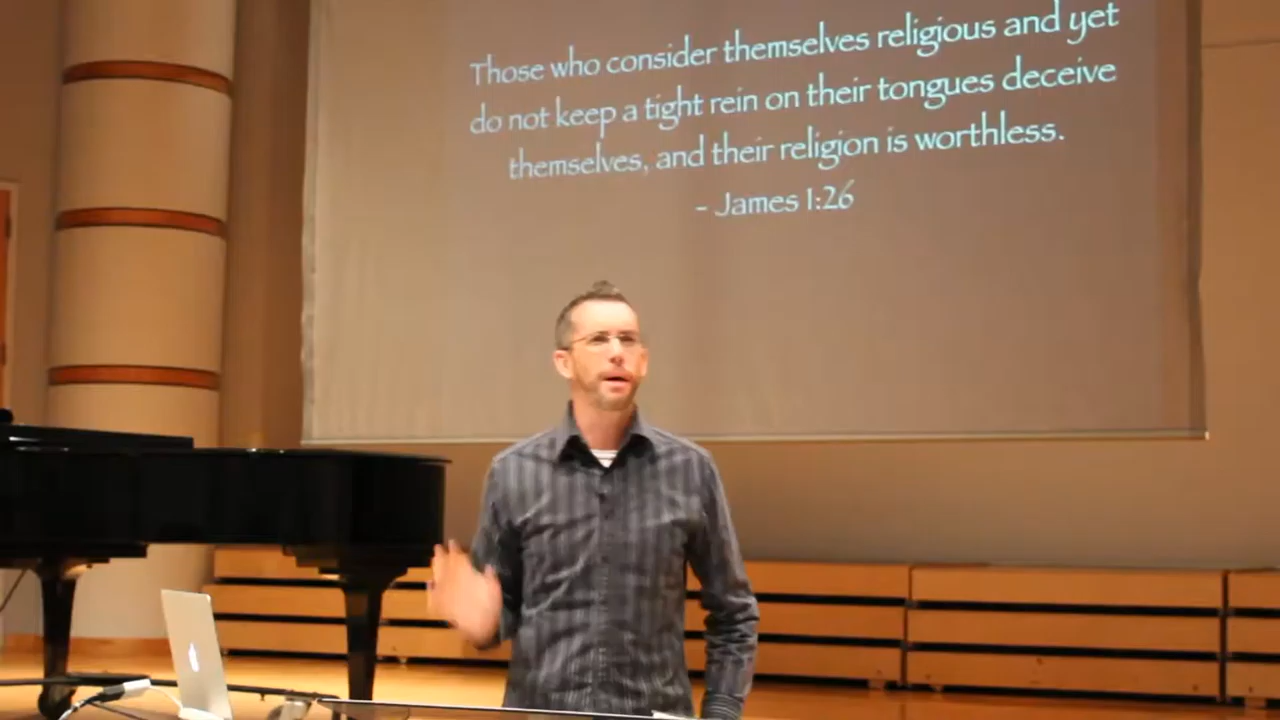 Those who consider themselves religious and yet
do not keep a tight rein on their tongues deceive
themselves, and their religion is worthless.
- James 1:26